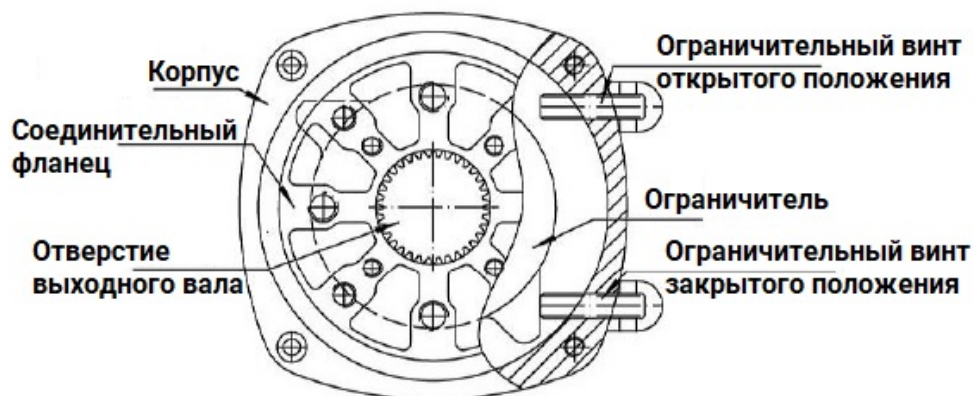 Корпус
Соединительный
фланец
Отверстие
выходного вала
Ограничительный винт
открытого положения
Ограничитель
Ограничительный винт
закрытого положения